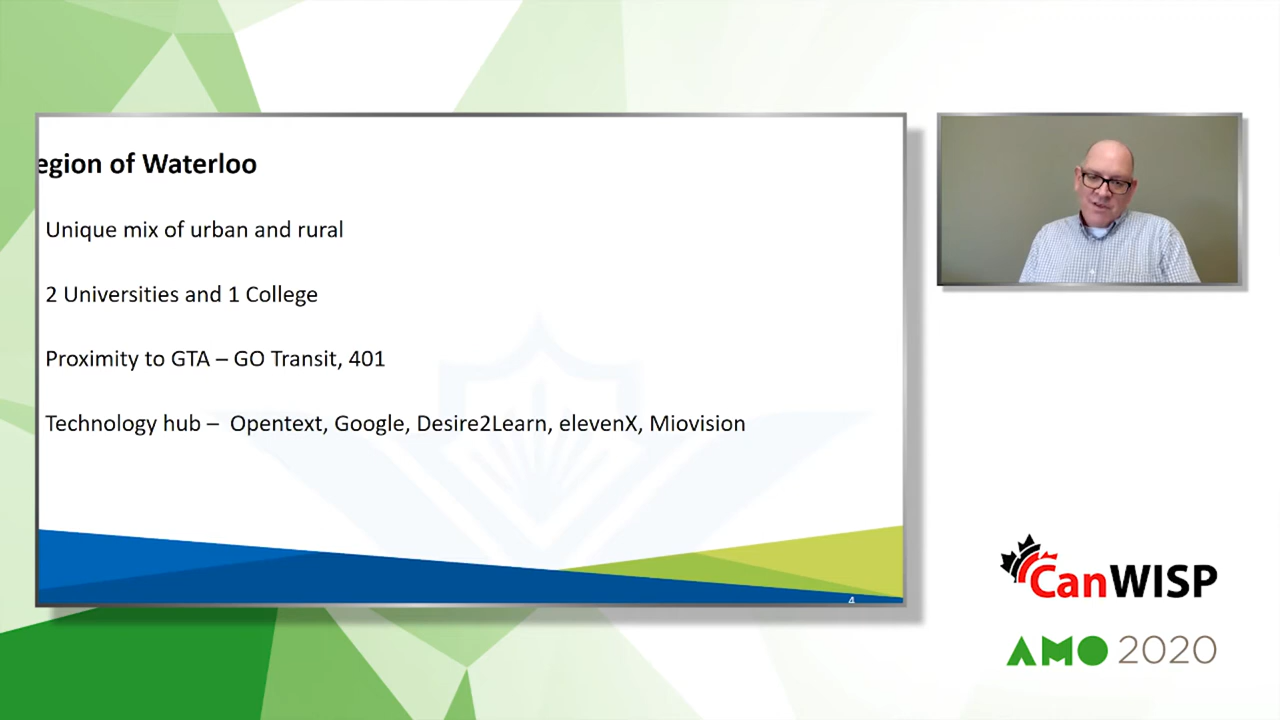 egion of Waterloo
Unique mix of urban and rural
2 Universities and 1 College
Proximity to GTA – GO Transit, 401
Technology hub – Opentext, Google, Desire2Learn, elevenX, Miovision
4
CanWISP
AMO 2020